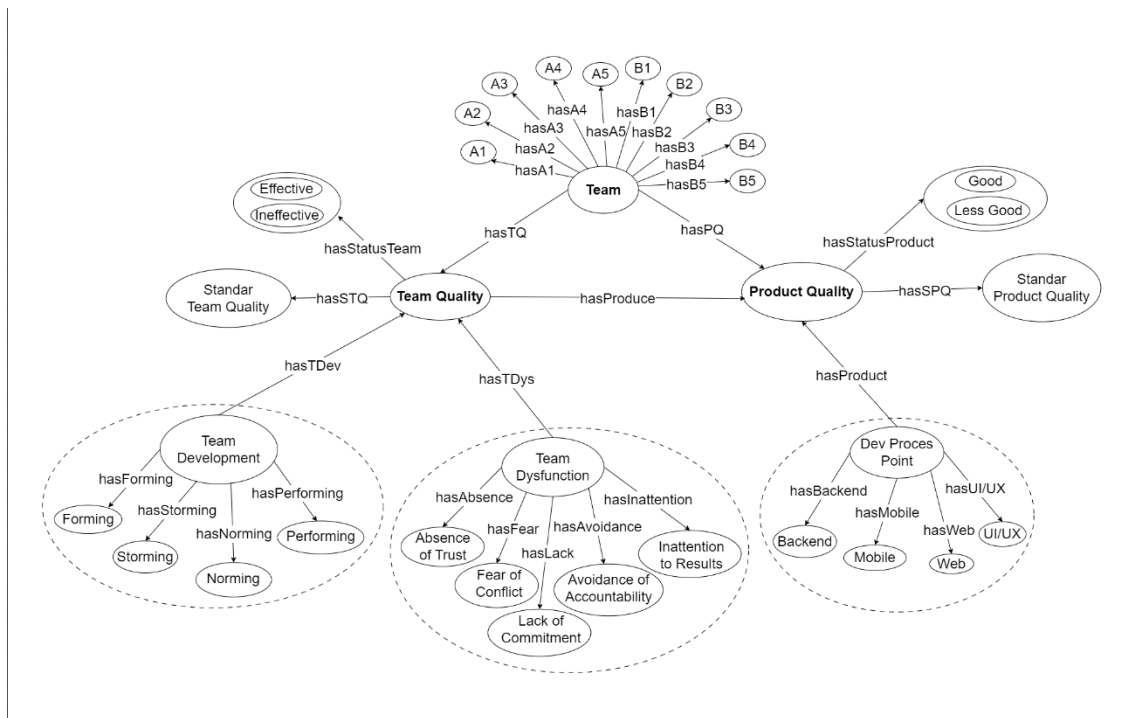 A4
A5
B1
A3
B2
hasA4
hasB1
A2
hasA3
hasA5
hasB2
B3
A1
hasA2
hasB3
B4
hasA1
hasB4
hasB5
B5
Team
Effective
Ineffective
Good
Less Good
hasTQ
hasPQ
hasStatusTeam
hasStatusProduct
Standar
Team Quality
hasSTQ
Team Quality
hasProduce
Product Quality
hasSPQ
Standar
Product Quality
hasTDev
hasTDys
hasProduct
Team
Development
hasForming
hasStorming
hasNorming
hasPerforming
Forming
Storming
Norming
Performing
Team
Dysfunction
hasAbsence
hasFear
hasLack
hasAvoidance
hasInattention
Absence
of Trust
Fear of
Conflict
Lack of
Commitment
Avoidance of
Accountability
Inattention
to Results
Dev Proces
Point
hasBackend
hasMobile
hasWeb
hasUI/UX
Backend
Mobile
Web
UI/UX